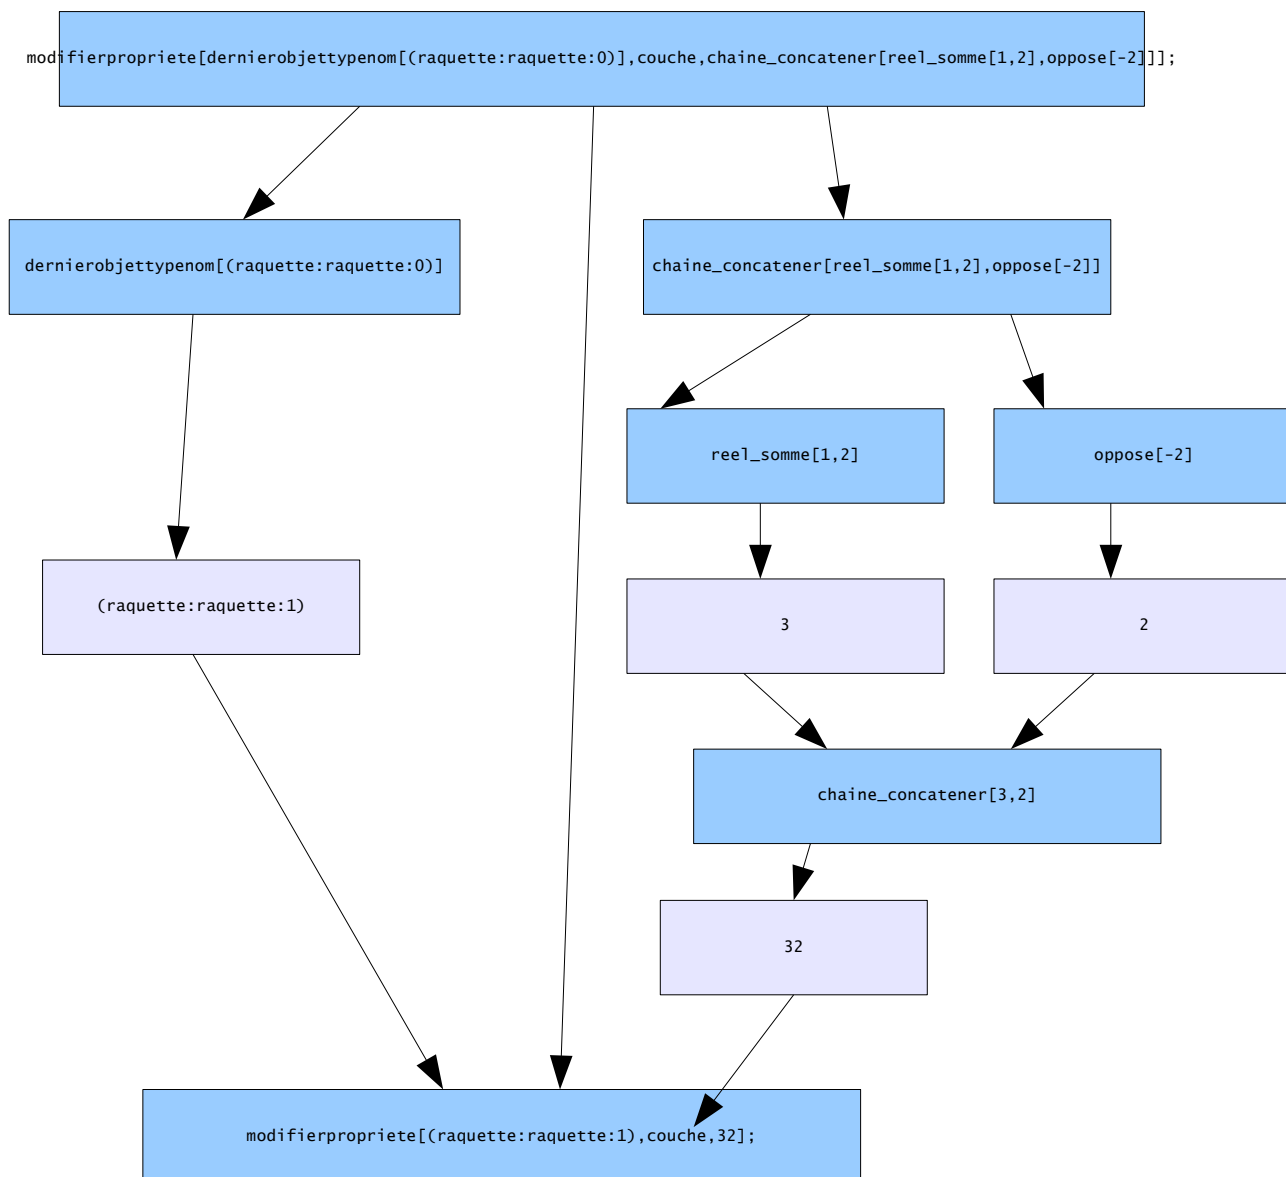 modifierpropriete[dernierobjettypenom[(raquette:raquette:0)],couche,chaine_concatener[reel_somme[1,2],oppose[-2]]];
dernierobjettypenom[(raquette:raquette:0)]
chaine_concatener[reel_somme[1,2],oppose[-2]]
reel_somme[1,2]
oppose[-2]
(raquette:raquette:1)
3
2
chaine_concatener[3,2]
32
modifierpropriete[(raquette:raquette:1),couche,32];